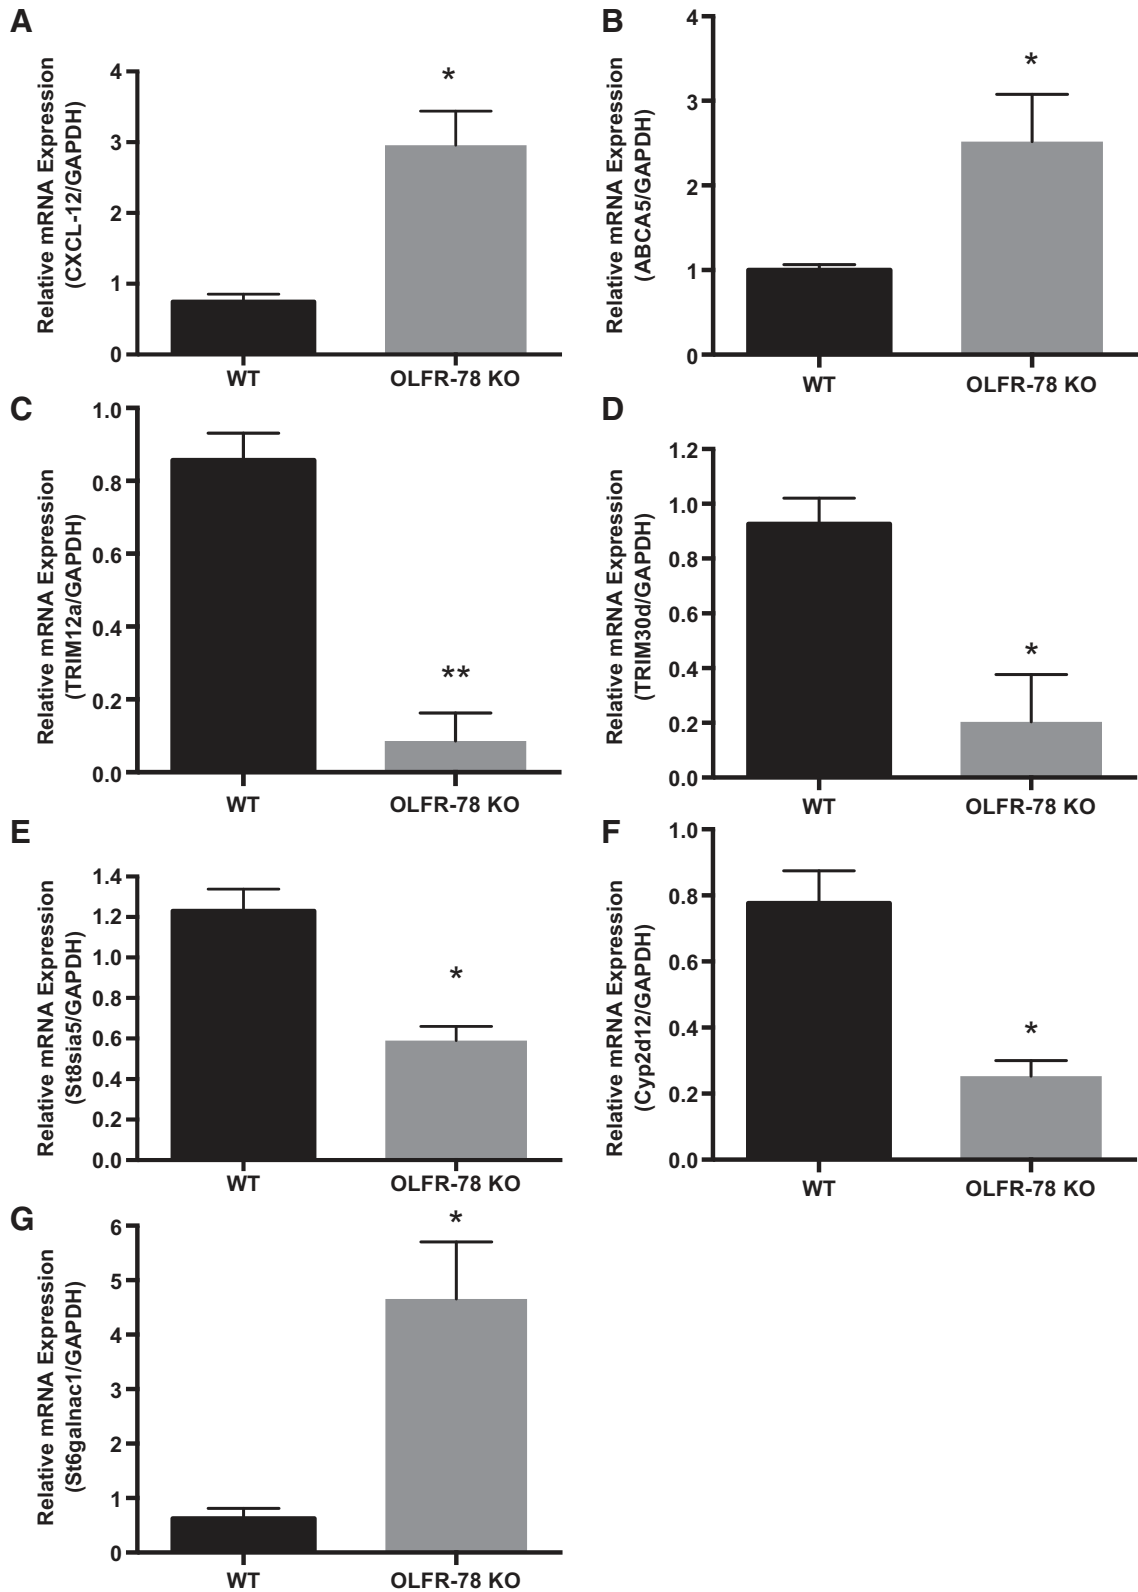 A
Relative mRNA Expression
(CXCL-12/GAPDH)
4
3
2
1
0
*
WT
OLFR-78 KO
B
Relative mRNA Expression
(ABCA5/GAPDH)
4
3
2
1
0
*
WT
OLFR-78 KO
C
Relative mRNA Expression
(TRIM12a/GAPDH)
1.0
0.8
0.6
0.4
0.2
0.0
**
WT
OLFR-78 KO
D
Relative mRNA Expression
(TRIM30d/GAPDH)
1.2
1.0
0.8
0.6
0.4
0.2
0.0
*
WT
OLFR-78 KO
E
Relative mRNA Expression
(St8sia5/GAPDH)
1.4
1.2
1.0
0.8
0.6
0.4
0.2
0.0
*
WT
OLFR-78 KO
F
Relative mRNA Expression
(Cyp2d12/GAPDH)
1.0
0.8
0.6
0.4
0.2
0.0
*
WT
OLFR-78 KO
G
Relative mRNA Expression
(St6galnac1/GAPDH)
6
5
4
3
2
1
0
*
WT
OLFR-78 KO